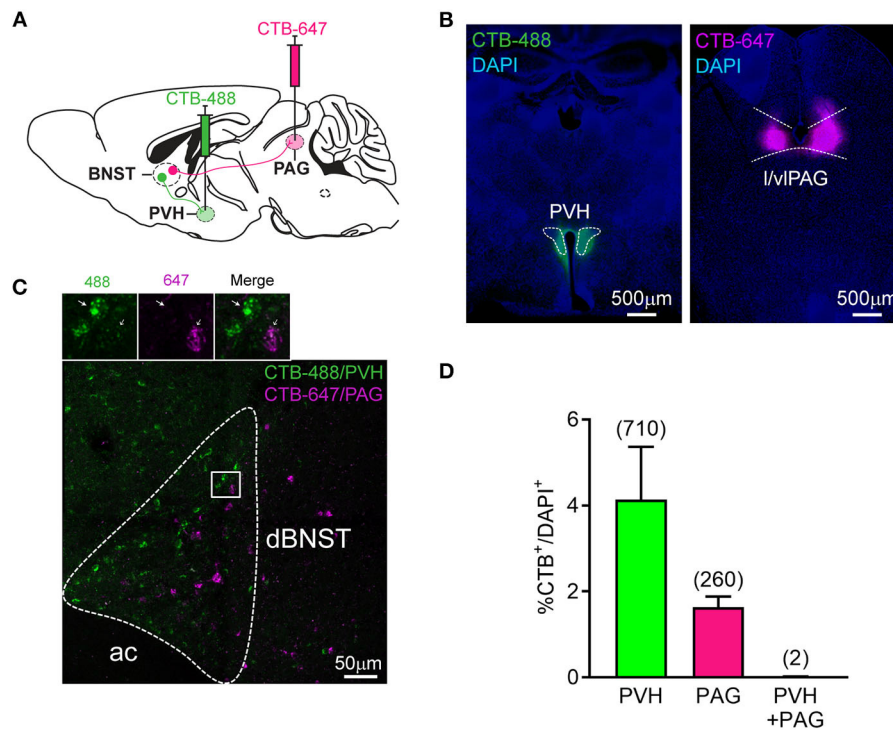 A
CTB-647
CTB-488
BNST
PAG
PVH
B
CTB-488
DAPI
PVH
500μm
CTB-647
DAPI
l/vlPAG
500μm
C
488
647
Merge
CTB-488/PVH
CTB-647/PAG
dBNST
ac
50μm
D
%CTB⁺/DAPI⁺
6
4
2
0
(710)
(260)
(2)
PVH
PAG
PVH
+PAG